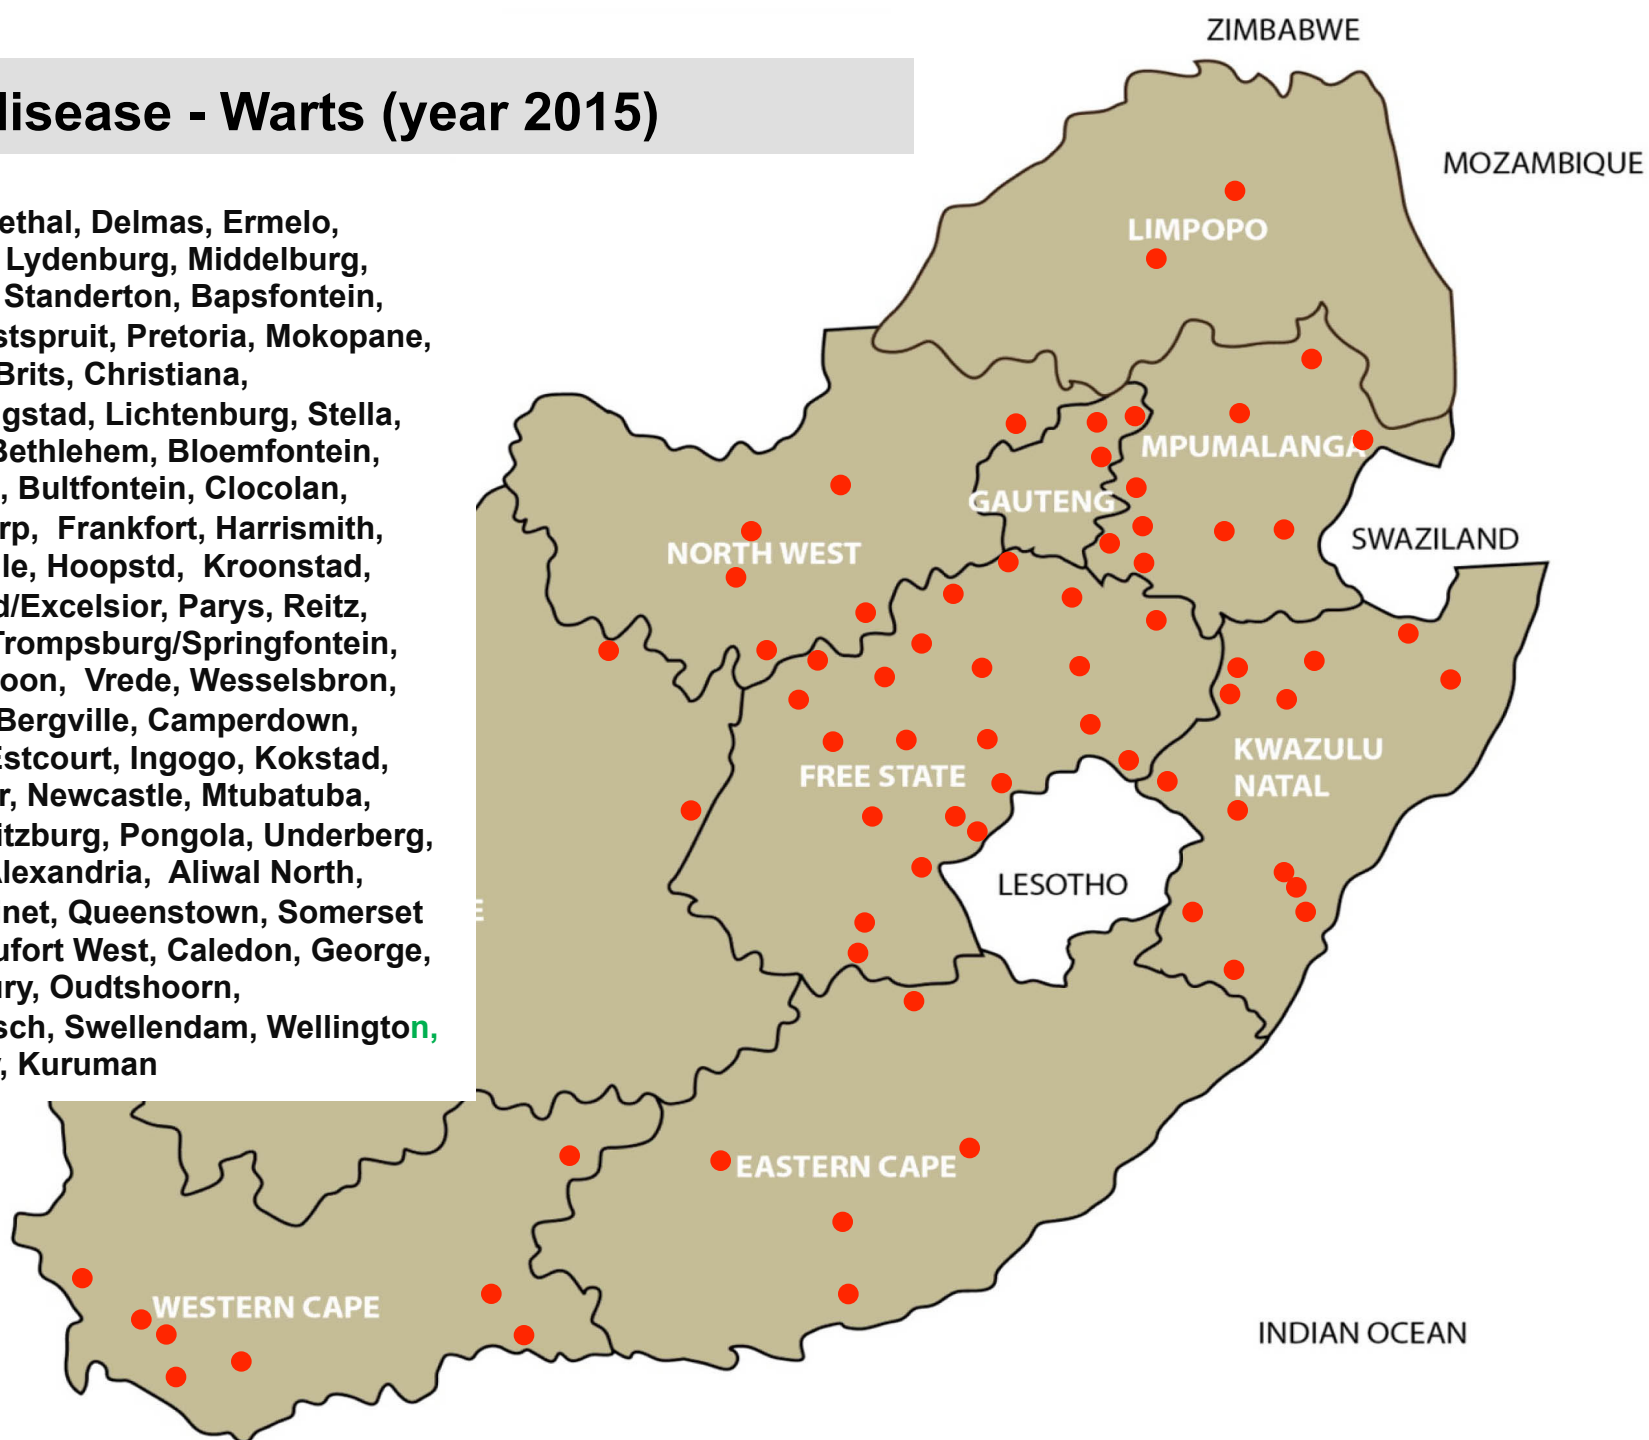 disease - Warts (year 2015)
ethal, Delmas, Ermelo,
Lydenburg, Middelburg,
Standerton, Bapsfontein,
stspruit, Pretoria, Mokopane,
Brits, Christiana,
gstad, Lichtenburg, Stella,
Bethlehem, Bloemfontein,
, Bultfontein, Clocolan,
rp, Frankfort, Harrismith,
le, Hoopstd, Kroonstad,
d/Excelsior, Parys, Reitz,
Trompsburg/Springfontein,
oon, Vrede, Wesselsbron,
Bergville, Camperdown,
Estcourt, Ingogo, Kokstad,
r, Newcastle, Mtubatuba,
itzburg, Pongola, Underberg,
Alexandria, Aliwal North,
net, Queenstown, Somerset
ufort West, Caledon, George,
ury, Oudtshoorn,
sch, Swellendam, Wellington,
, Kuruman
ZIMBABWE
MOZAMBIQUE
LIMPOPO
MPUMALANGA
GAUTENG
SWAZILAND
NORTH WEST
KWAZULU
NATAL
FREE STATE
LESOTHO
E
EASTERN CAPE
WESTERN CAPE
INDIAN OCEAN